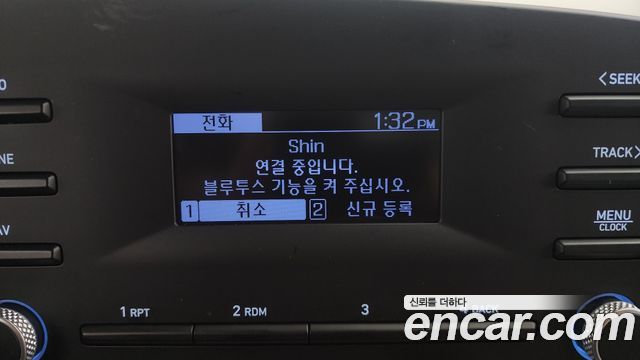 <SEEK
전화 1:32 PM
Shin
연결 중입니다.
블루투스 기능을 켜 주십시오.
1 취소 2 신규 등록
TRACK>
MENU
CLOCK
1 RPT 2 RDM 3 4 BACK
신뢰를 더하다
encar.com